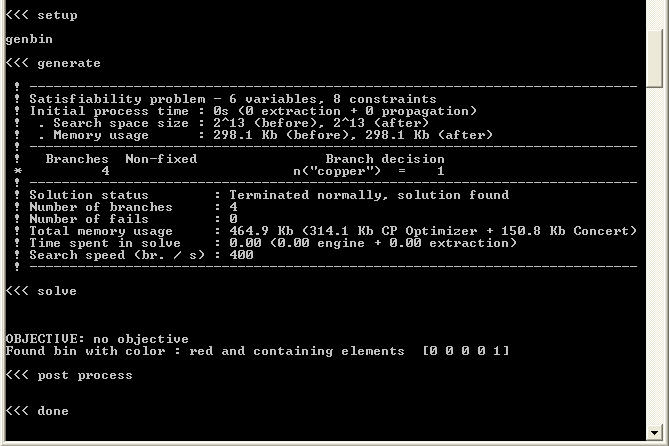 <<< setup
genbin
<<< generate
! ----------------------------------------------------------------------------
! Satisfiability problem - 6 variables, 8 constraints
! Initial process time : 0s (0 extraction + 0 propagation)
!  . Search space size : 2^13 (before), 2^13 (after)
!  . Memory usage      : 298.1 Kb (before), 298.1 Kb (after)
! ----------------------------------------------------------------------------
!   Branches  Non-fixed                Branch decision
*          4                       n("copper")  =    1
! ----------------------------------------------------------------------------
! Solution status        : Terminated normally, solution found
! Number of branches     : 4
! Number of fails        : 0
! Total memory usage     : 464.9 Kb (314.1 Kb CP Optimizer + 150.8 Kb Concert)
! Time spent in solve    : 0.00 (0.00 engine + 0.00 extraction)
! Search speed (br. / s) : 400
! ----------------------------------------------------------------------------
<<< solve
OBJECTIVE: no objective
Found bin with color : red and containing elements  [0 0 0 0 1]
<<< post process
<<< done